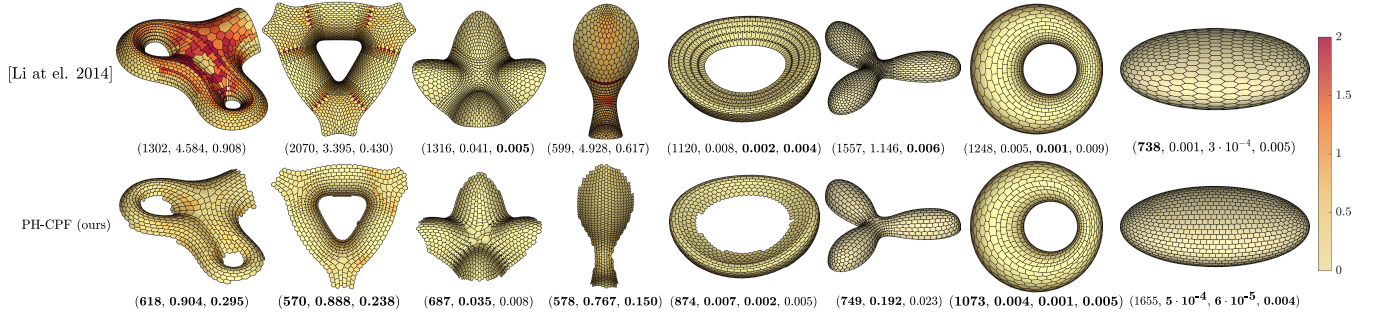 [Li at el. 2014]
(1302, 4.584, 0.908) (2070, 3.395, 0.430) (1316, 0.041, 0.005) (599, 4.928, 0.617) (1120, 0.008, 0.002, 0.004) (1557, 1.146, 0.006) (1248, 0.005, 0.001, 0.009) (738, 0.001, 3 · 10⁻⁴, 0.005)
PH-CPF (ours)
(618, 0.904, 0.295) (570, 0.888, 0.238) (687, 0.035, 0.008) (578, 0.767, 0.150) (874, 0.007, 0.002, 0.005) (749, 0.192, 0.023) (1073, 0.004, 0.001, 0.005) (1655, 5 · 10⁻⁴, 6 · 10⁻⁵, 0.004)
2
1.5
1
0.5
0